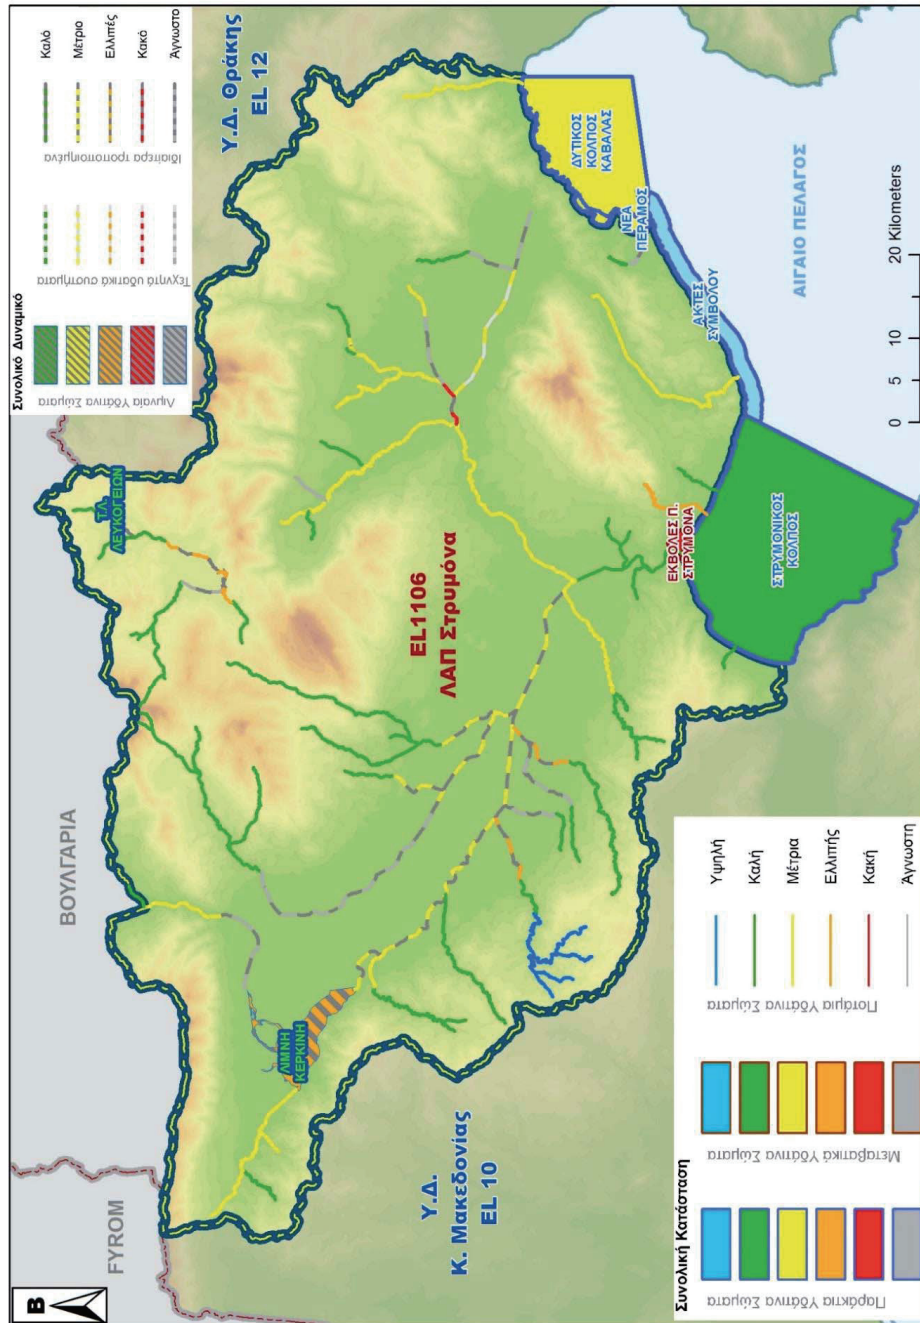 B
FYROM
ΒΟΥΛΓΑΡΙΑ
Υ.Δ. Θράκης
EL 12
Υ.Δ.
Κ. Μακεδονίας
EL 10
ΛΙΜΝΗ
ΚΕΡΚΙΝΗ
Τ.Λ.
ΛΕΥΚΟΓΕΙΩΝ
EL1106
ΛΑΠ Στρυμόνα
ΕΚΒΟΛΕΣ Π.
ΣΤΡΥΜΟΝΑ
ΣΤΡΥΜΟΝΙΚΟΣ
ΚΟΛΠΟΣ
ΑΚΤΕΣ
ΣΥΜΒΟΛΟΥ
ΝΕΑ
ΠΕΡΑΜΟΣ
ΔΥΤΙΚΟΣ
ΚΟΛΠΟΣ
ΚΑΒΑΛΑΣ
ΑΙΓΑΙΟ ΠΕΛΑΓΟΣ
0 5 10 20 Kilometers
Συνολικό Δυναμικό
Λιμναία Υδάτινα Σώματα
Τεχνητά υδατικά συστήματα
Ιδιαίτερα τροποποιημένα
Καλό
Μέτριο
Ελλιπές
Κακό
Άγνωστο
Συνολική Κατάσταση
Παράκτια Υδάτινα Σώματα
Μεταβατικά Υδάτινα Σώματα
Ποτάμια Υδάτινα Σώματα
Υψηλή
Καλή
Μέτρια
Ελλιπής
Κακή
Άγνωστη